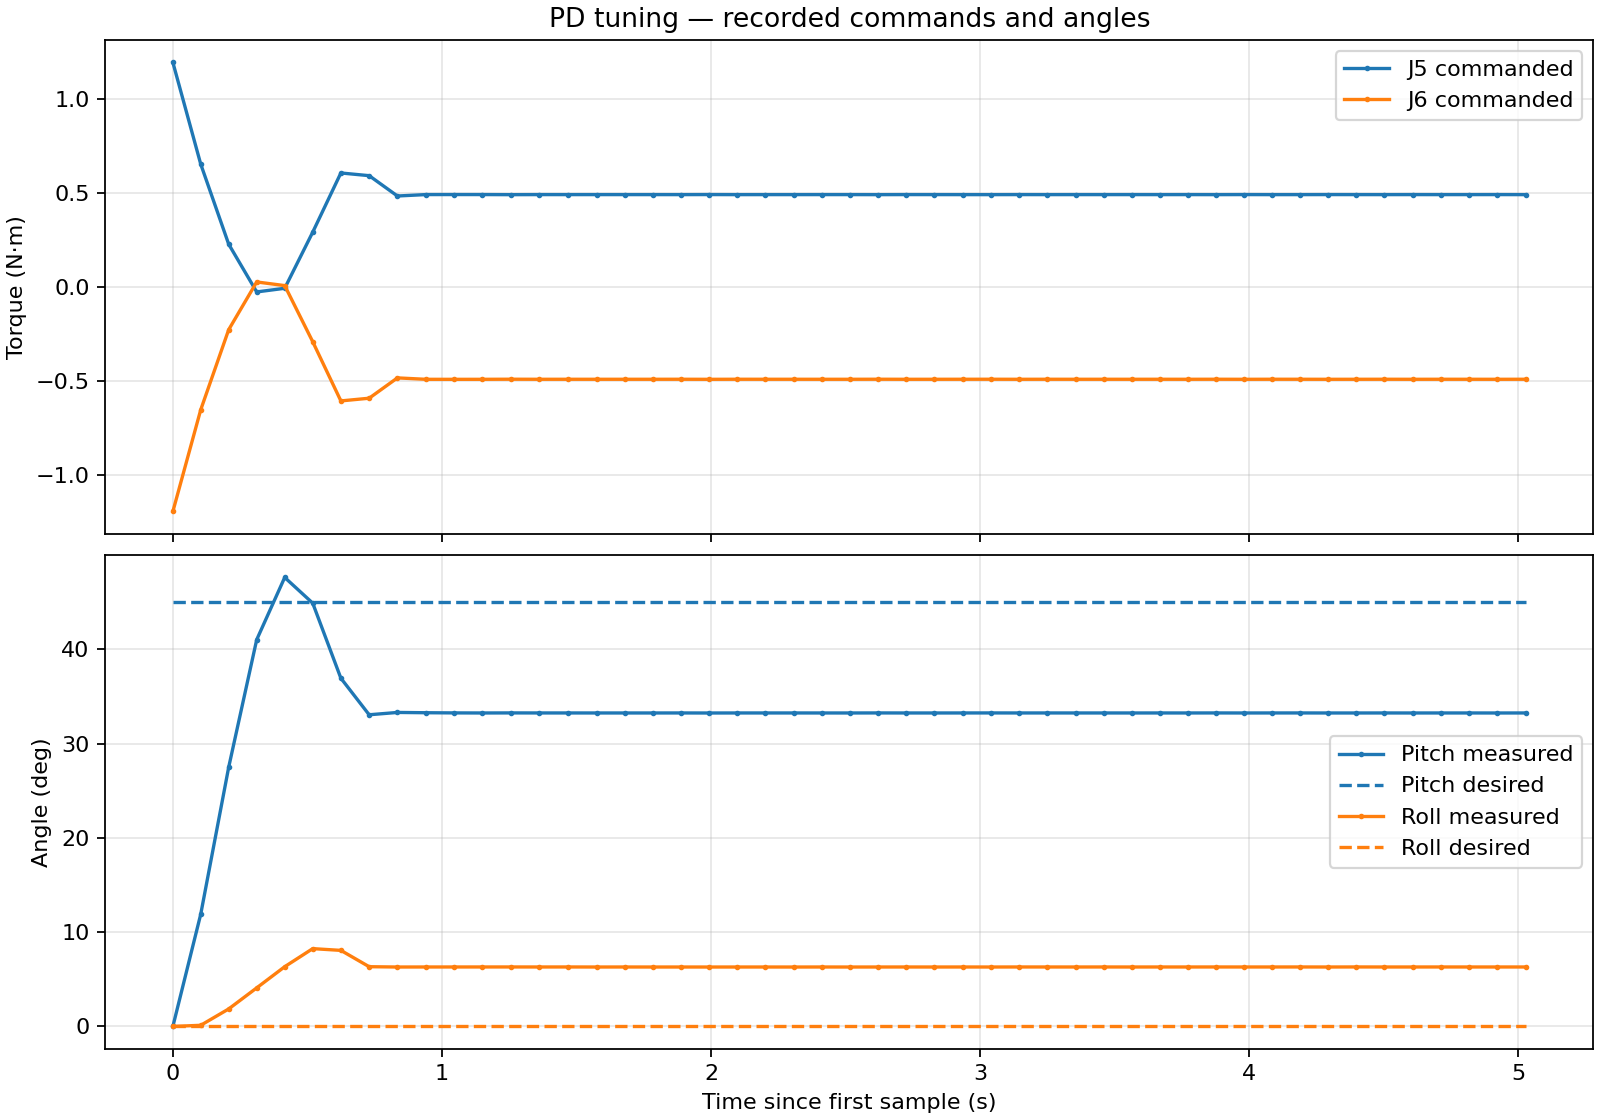 PD tuning — recorded commands and angles
J5 commanded
J6 commanded
1.0
0.5
0.0
−0.5
−1.0
Torque (N·m)
40
30
20
10
0
Angle (deg)
Pitch measured
Pitch desired
Roll measured
Roll desired
0 1 2 3 4 5
Time since first sample (s)